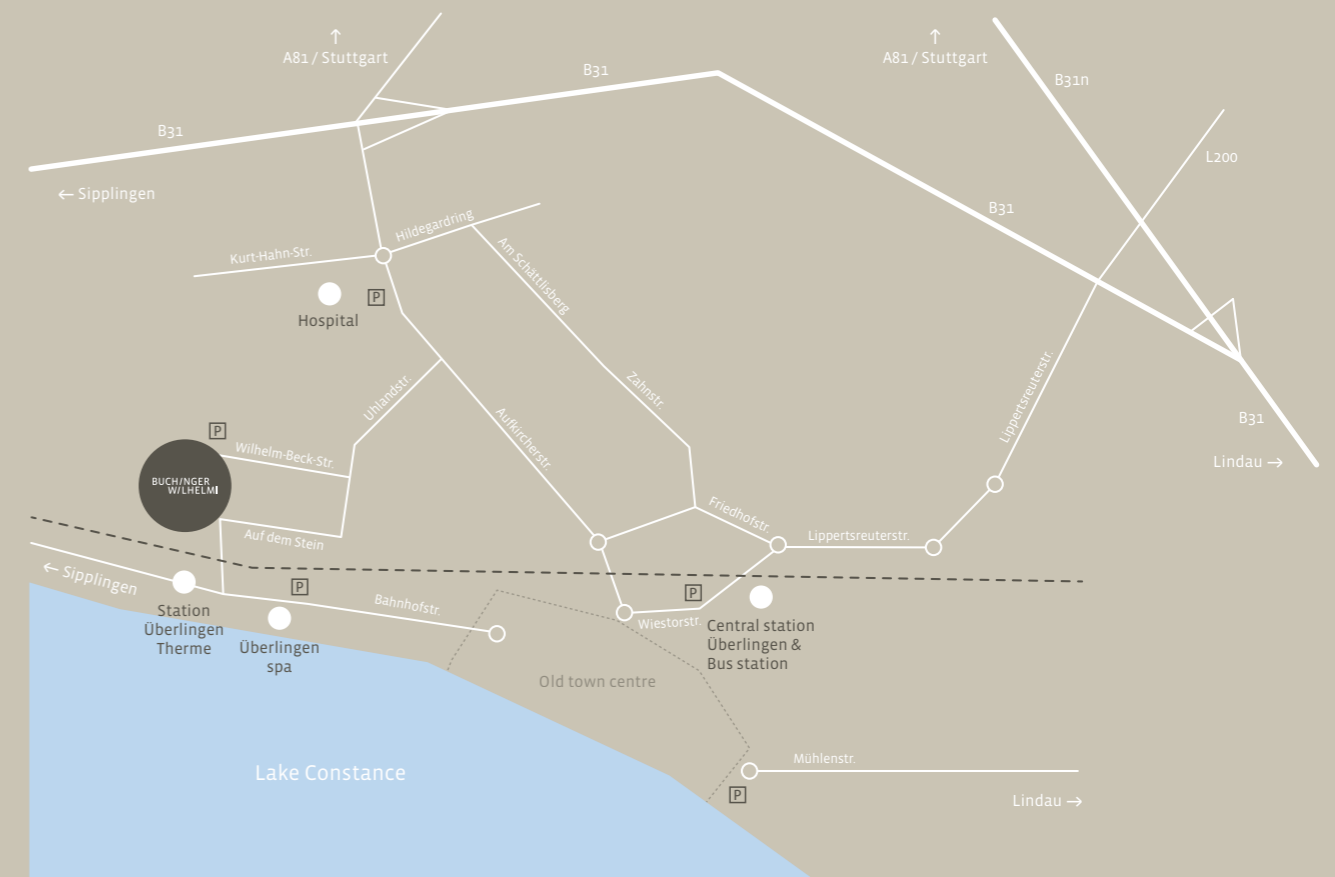 ↑
A81 / Stuttgart
↑
A81 / Stuttgart
B31
B31n
B31
L200
← Sipplingen
B31
Hildegardring
Kurt-Hahn-Str.
Am Schättlisberg
P
Hospital
Uhlandstr.
Zahnstr.
Lippertsreuterstr.
Aufkircherstr.
B31
Lindau →
P
Wilhelm-Beck-Str.
BUCHINGER
WILHELMI
Auf dem Stein
Friedhofstr.
Lippertsreuterstr.
← Sipplingen
P
P
Bahnhofstr.
Wiestorstr.
Station
Überlingen
Therme
Überlingen
spa
Central station
Überlingen &
Bus station
Old town centre
Lake Constance
Mühlenstr.
P
Lindau →